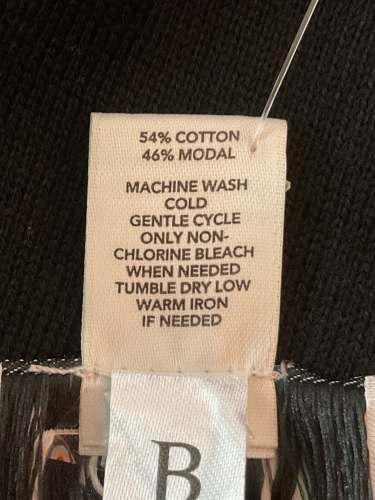 54% COTTON
46% MODAL
MACHINE WASH
COLD
GENTLE CYCLE
ONLY NON-
CHLORINE BLEACH
WHEN NEEDED
TUMBLE DRY LOW
WARM IRON
IF NEEDED
B